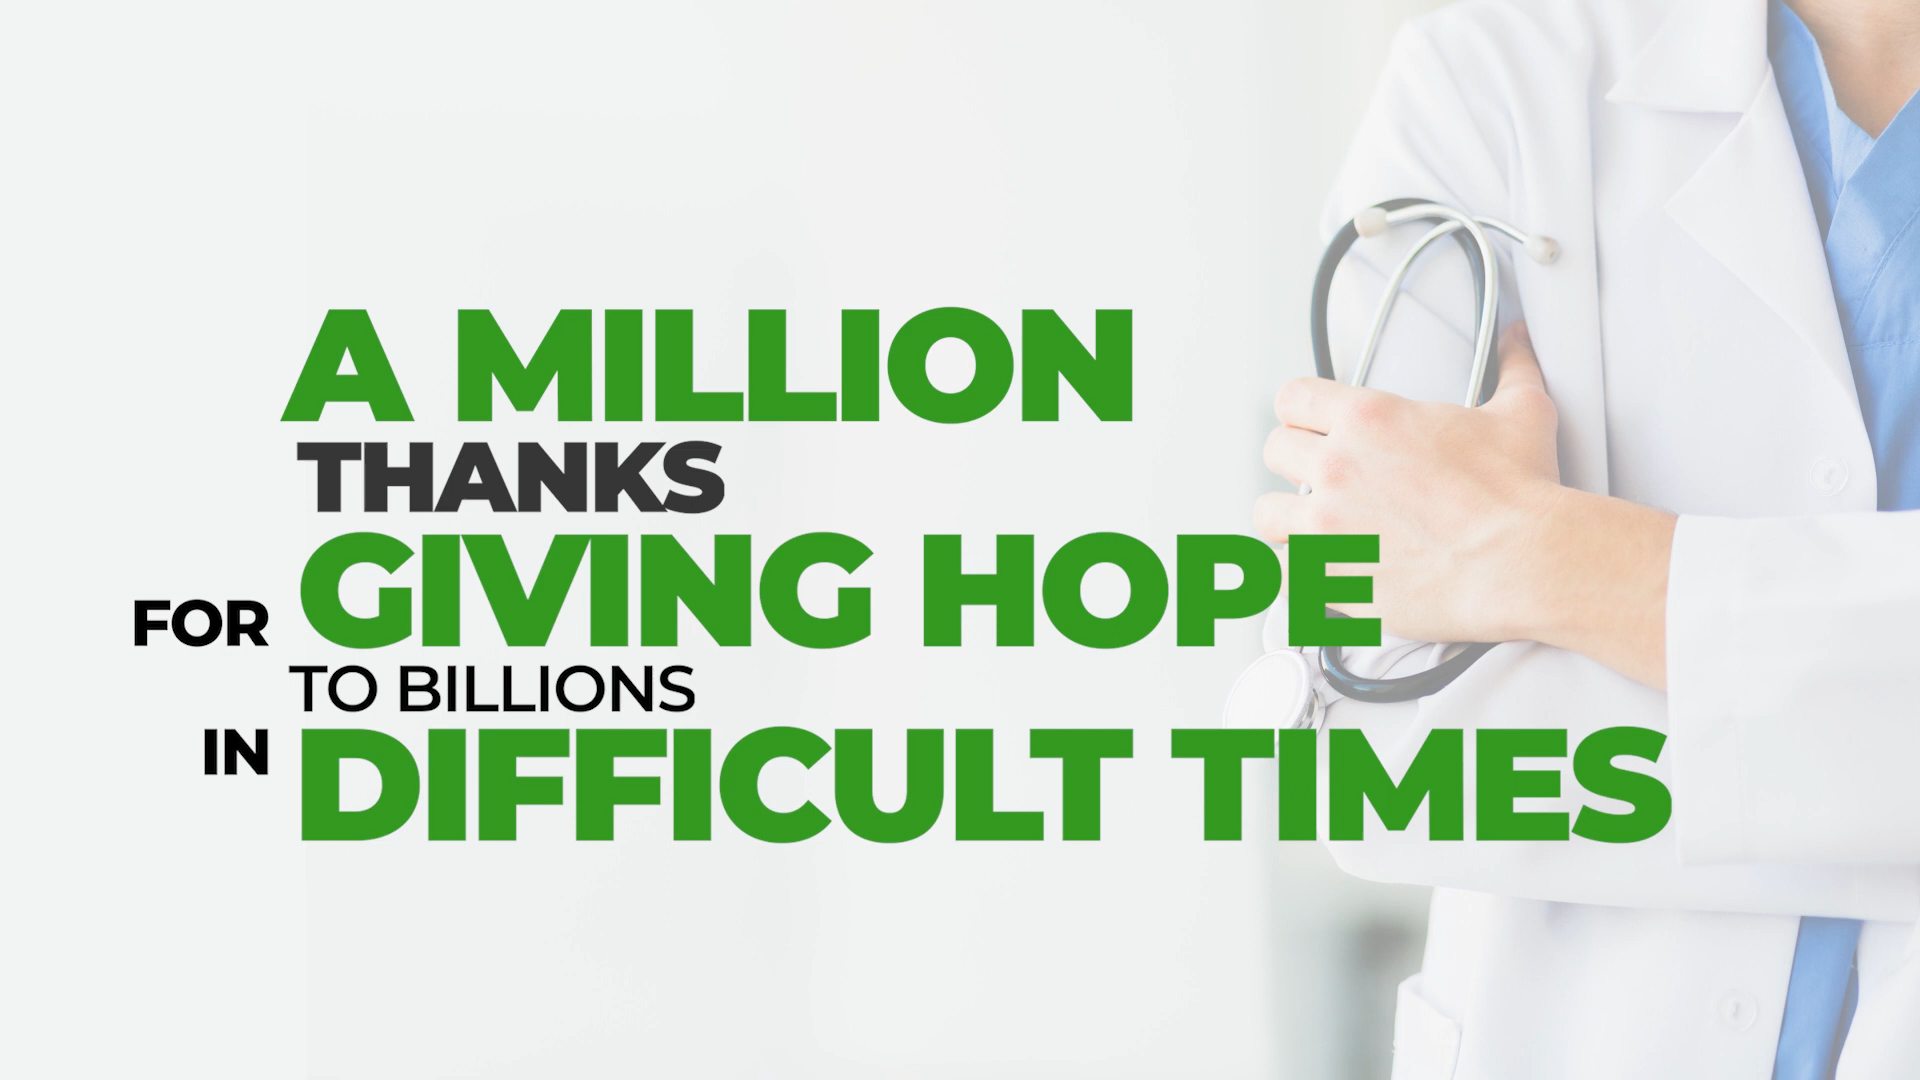 A MILLION
THANKS
FOR GIVING HOPE
TO BILLIONS
IN DIFFICULT TIMES